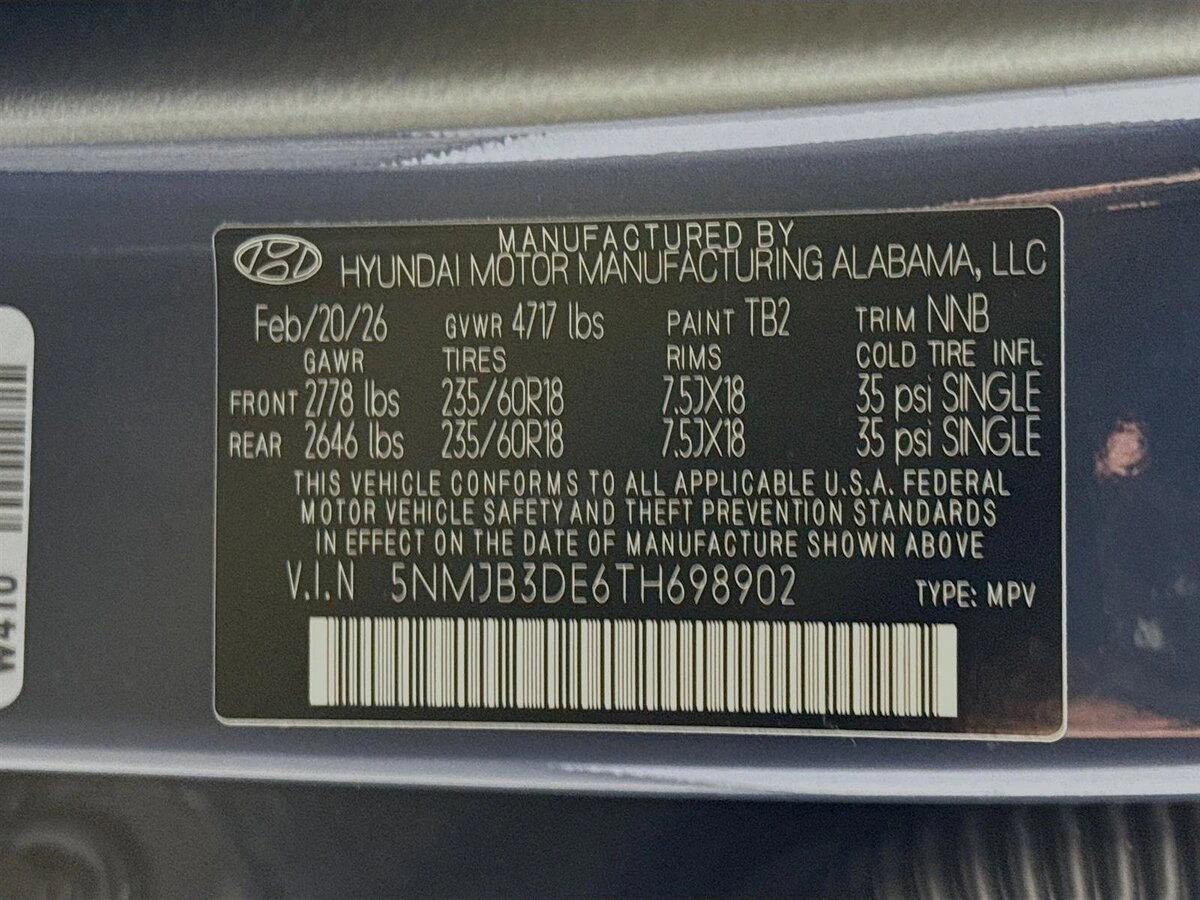 MANUFACTURED BY
HYUNDAI MOTOR MANUFACTURING ALABAMA, LLC
Feb/20/26 GVWR 4717 lbs PAINT TB2 TRIM NNB
GAWR TIRES RIMS COLD TIRE INFL
FRONT 2778 lbs 235/60R18 7.5JX18 35 psi SINGLE
REAR 2646 lbs 235/60R18 7.5JX18 35 psi SINGLE
THIS VEHICLE CONFORMS TO ALL APPLICABLE U.S.A. FEDERAL
MOTOR VEHICLE SAFETY AND THEFT PREVENTION STANDARDS
IN EFFECT ON THE DATE OF MANUFACTURE SHOWN ABOVE
V.I.N 5NMJB3DE6TH698902 TYPE: MPV